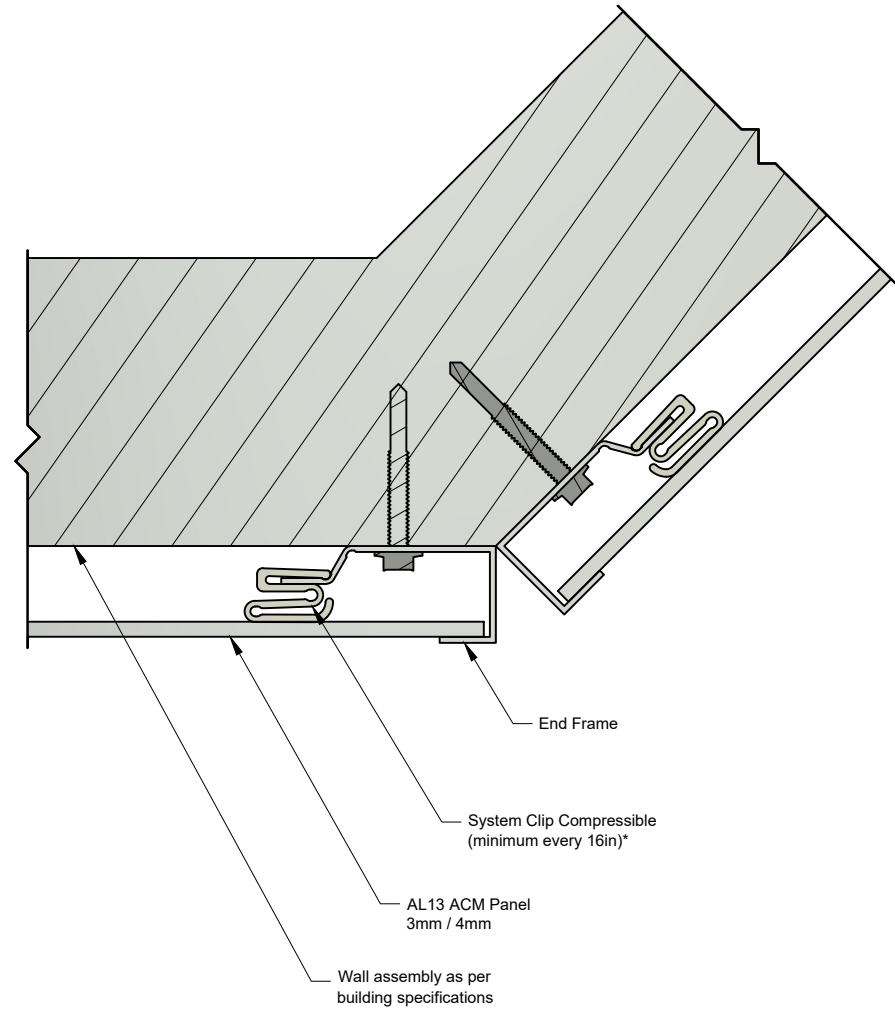 End Frame
System Clip Compressible
(minimum every 16in)*
AL13 ACM Panel
3mm / 4mm
Wall assembly as per
building specifications